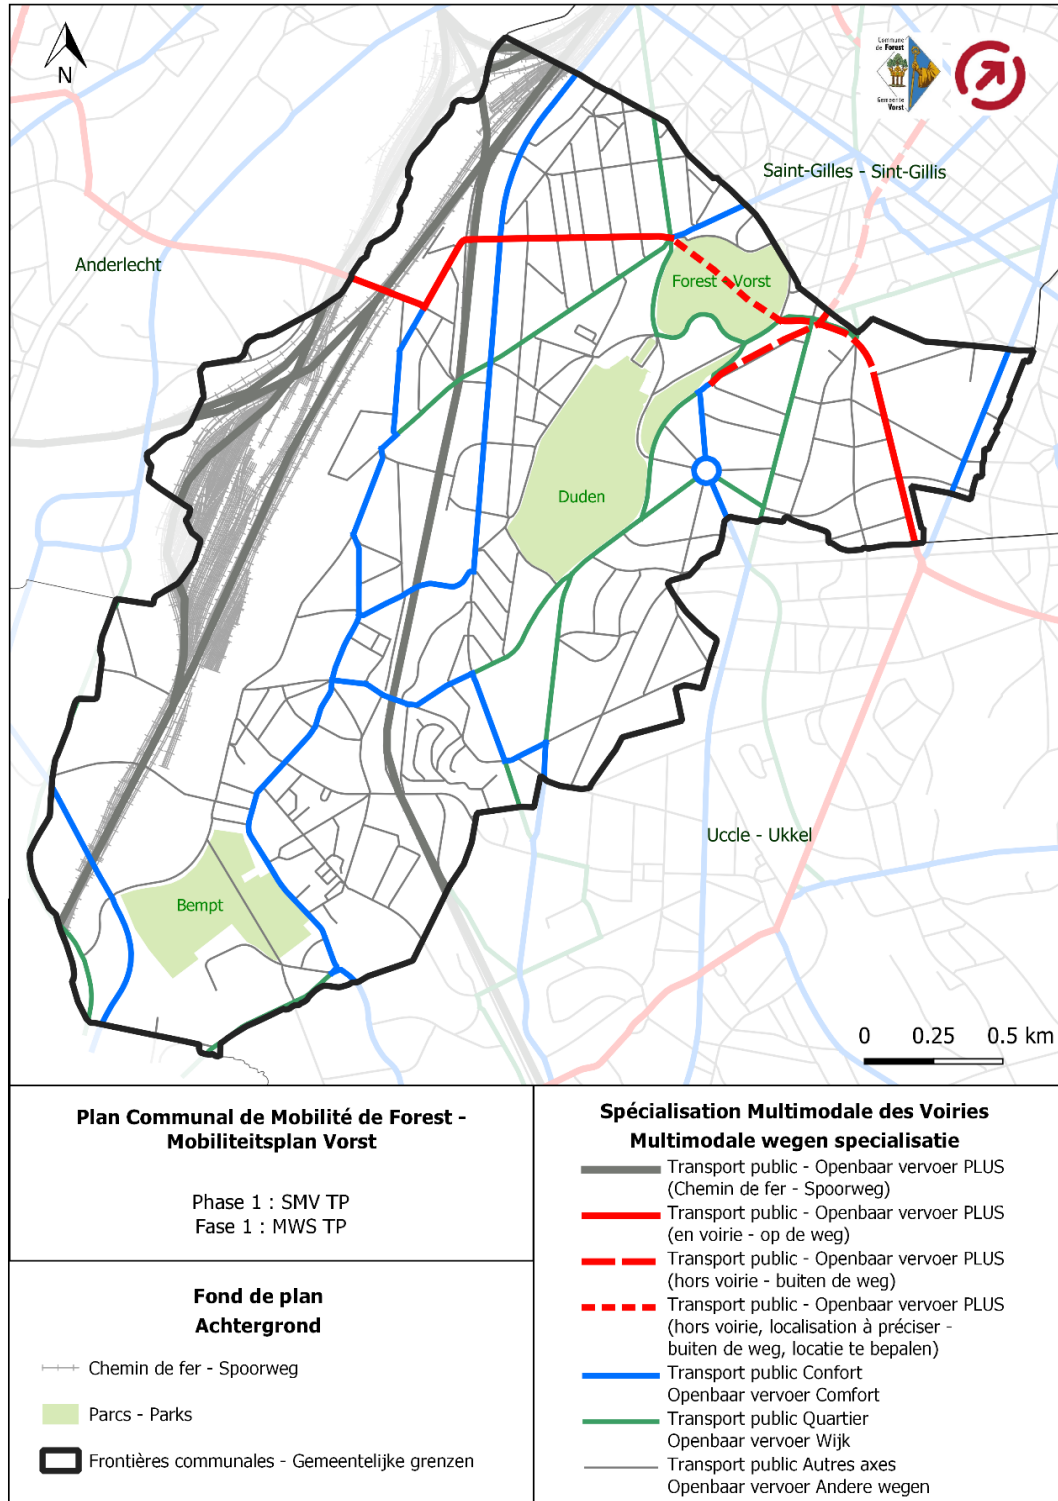 N
Commune
de Forest
Gemeente
Vorst
Saint-Gilles - Sint-Gillis
Anderlecht
Forest Vorst
Duden
Uccle - Ukkel
Bempt
0 0.25 0.5 km
Plan Communal de Mobilité de Forest -
Mobiliteitsplan Vorst
Phase 1 : SMV TP
Fase 1 : MWS TP
Fond de plan
Achtergrond
Chemin de fer - Spoorweg
Parcs - Parks
Frontières communales - Gemeentelijke grenzen
Spécialisation Multimodale des Voiries
Multimodale wegen specialisatie
Transport public - Openbaar vervoer PLUS
(Chemin de fer - Spoorweg)
Transport public - Openbaar vervoer PLUS
(en voirie - op de weg)
Transport public - Openbaar vervoer PLUS
(hors voirie - buiten de weg)
Transport public - Openbaar vervoer PLUS
(hors voirie, localisation à préciser -
buiten de weg, locatie te bepalen)
Transport public Confort
Openbaar vervoer Comfort
Transport public Quartier
Openbaar vervoer Wijk
Transport public Autres axes
Openbaar vervoer Andere wegen